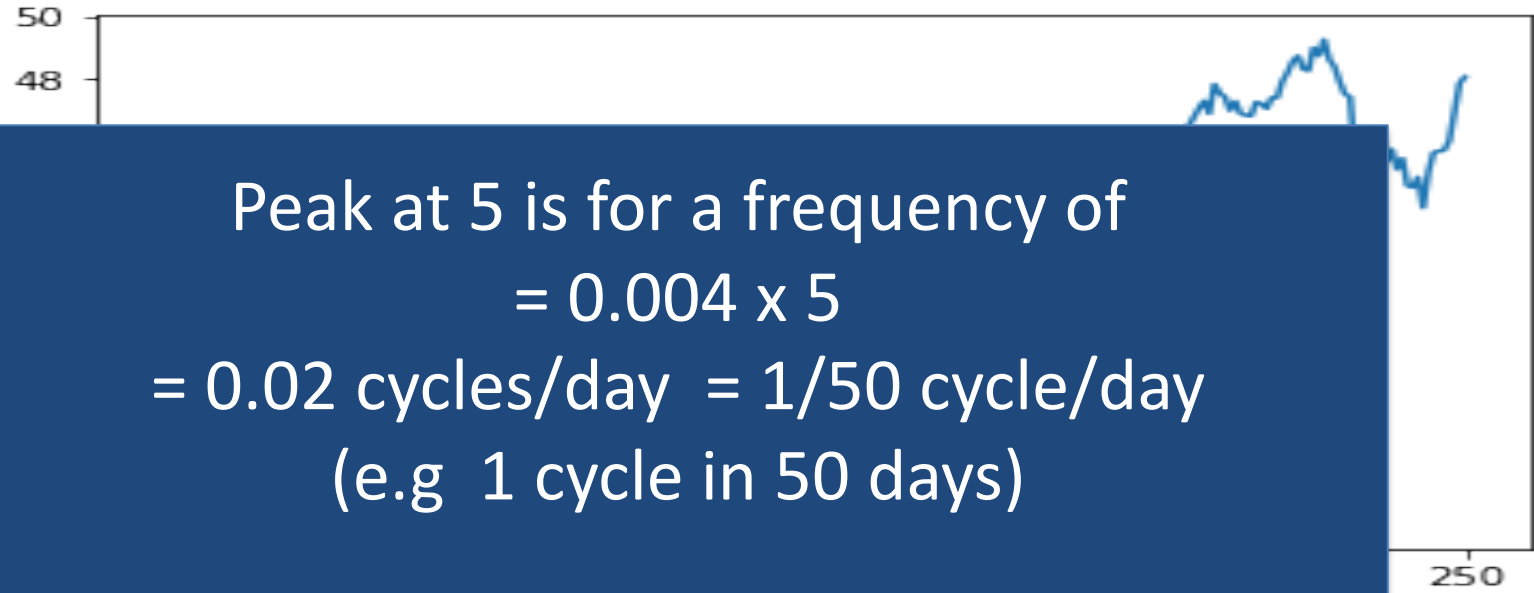 50
48
Peak at 5 is for a frequency of
= 0.004 x 5
= 0.02 cycles/day = 1/50 cycle/day
(e.g 1 cycle in 50 days)
250